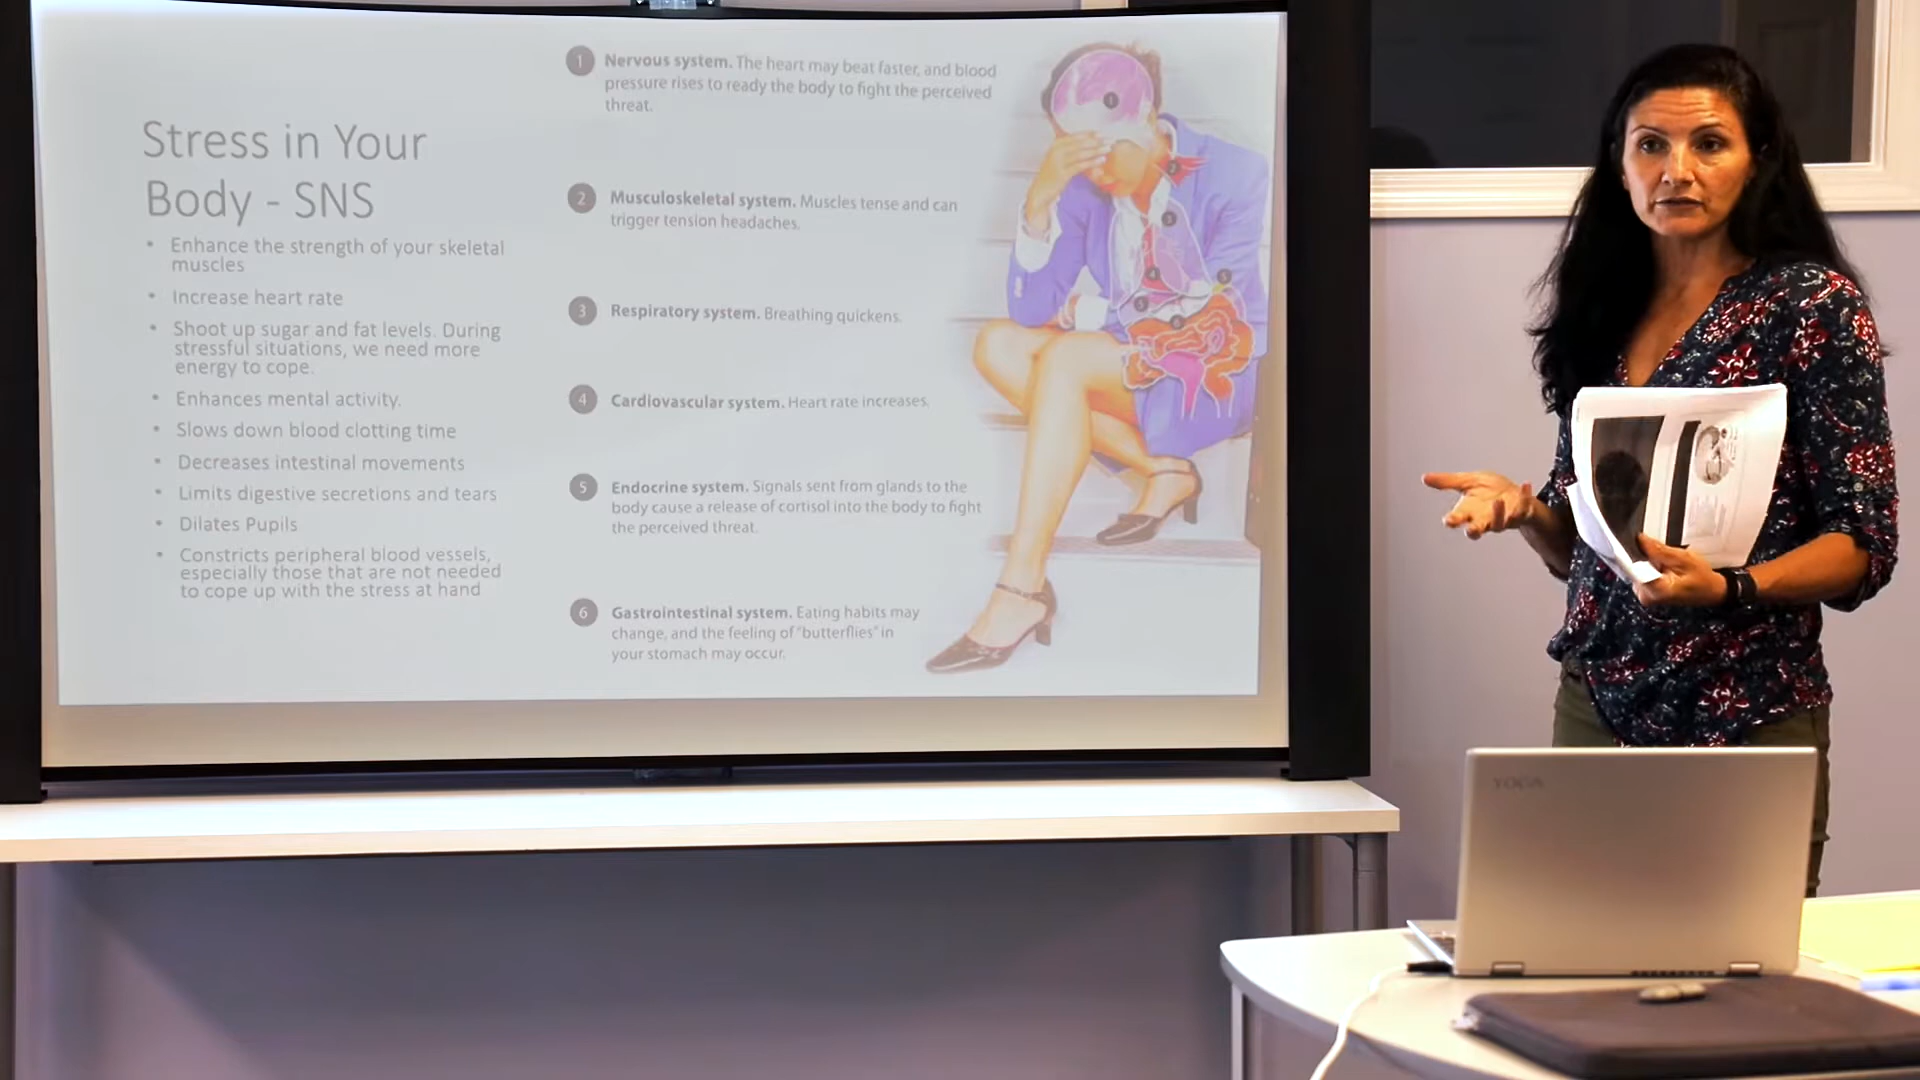 Stress in Your
Body - SNS
• Enhance the strength of your skeletal
muscles
• Increase heart rate
• Shoot up sugar and fat levels. During
stressful situations, we need more
energy to cope.
• Enhances mental activity.
• Slows down blood clotting time
• Decreases intestinal movements
• Limits digestive secretions and tears
• Dilates Pupils
• Constricts peripheral blood vessels,
especially those that are not needed
to cope up with the stress at hand
1 Nervous system. The heart may beat faster, and blood
pressure rises to ready the body to fight the perceived
threat.
2 Musculoskeletal system. Muscles tense and can
trigger tension headaches.
3 Respiratory system. Breathing quickens.
4 Cardiovascular system. Heart rate increases.
5 Endocrine system. Signals sent from glands to the
body cause a release of cortisol into the body to fight
the perceived threat.
6 Gastrointestinal system. Eating habits may
change, and the feeling of "butterflies" in
your stomach may occur.
1
2
3
4
5
5
6
YOGA